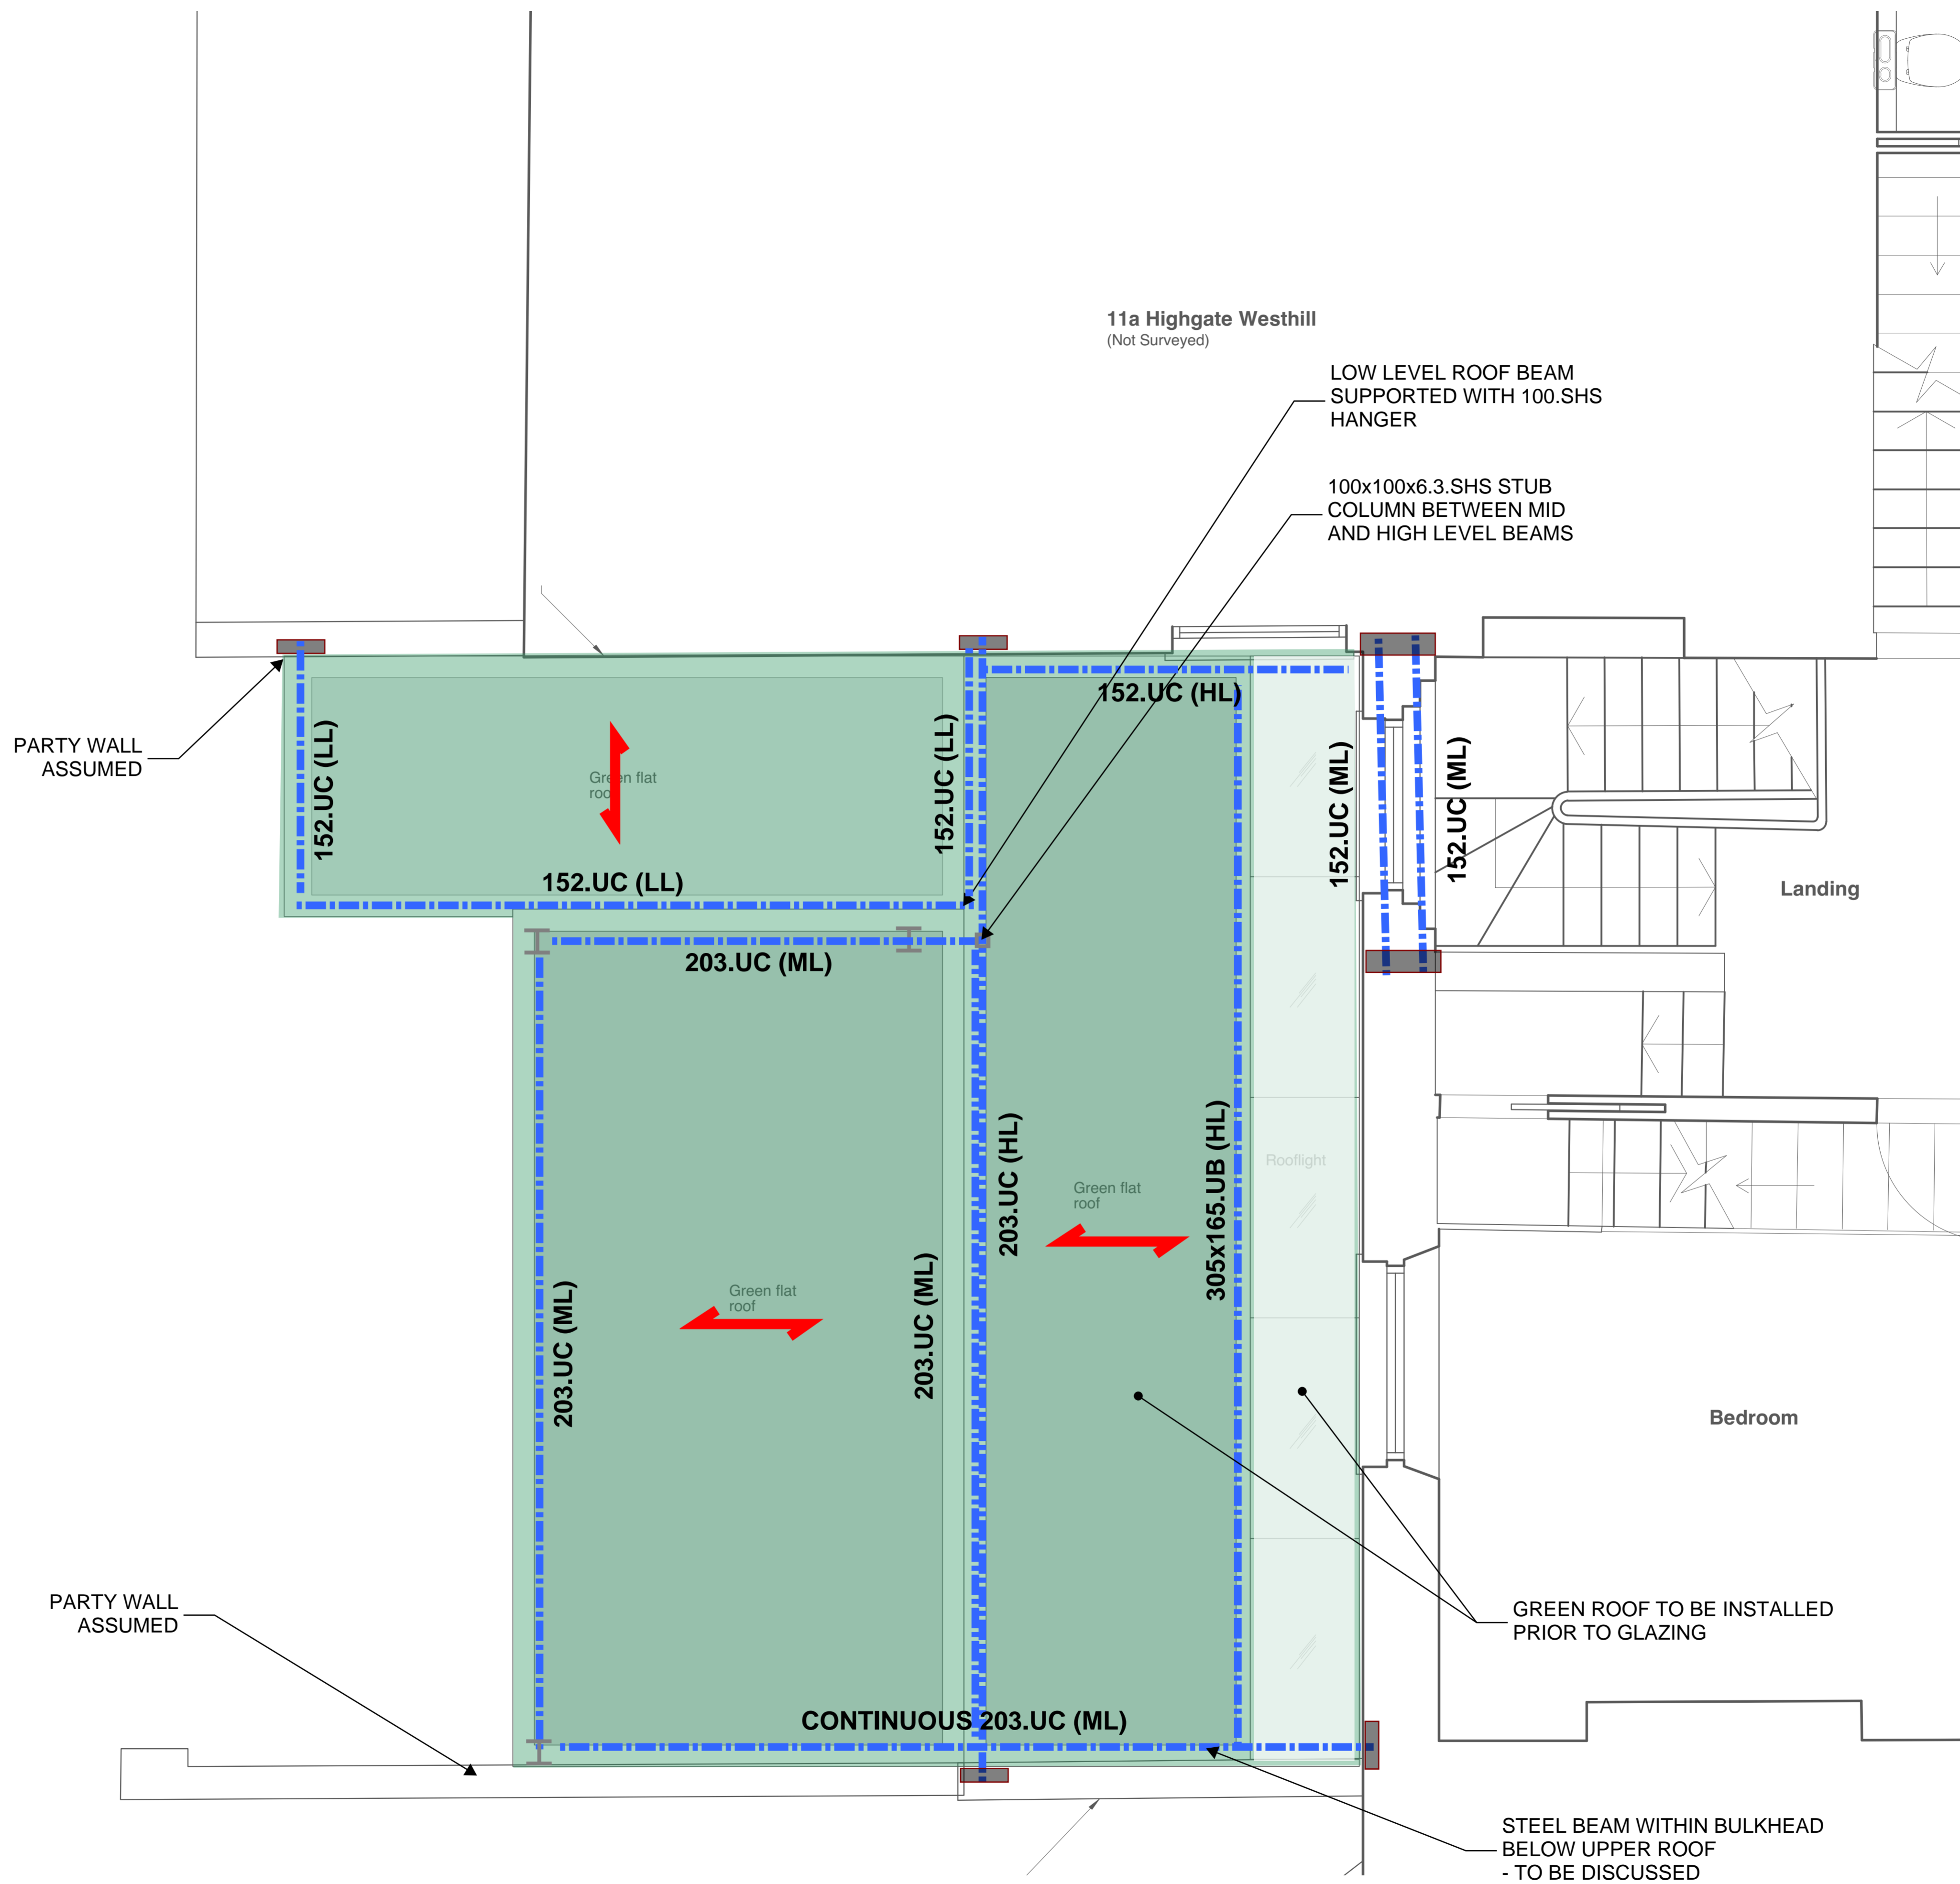 11a Highgate Westhill
(Not Surveyed)
LOW LEVEL ROOF BEAM
SUPPORTED WITH 100.SHS
HANGER
100x100x6.3.SHS STUB
COLUMN BETWEEN MID
AND HIGH LEVEL BEAMS
152.UC (HL)
PARTY WALL
ASSUMED
152.UC (LL)
Green flat
roof
152.UC (LL)
152.UC (ML)
152.UC (ML)
152.UC (LL)
Landing
203.UC (ML)
203.UC (HL)
305x165.UB (HL)
Rooflight
Green flat
roof
203.UC (ML)
Green flat
roof
203.UC (ML)
Bedroom
PARTY WALL
ASSUMED
GREEN ROOF TO BE INSTALLED
PRIOR TO GLAZING
CONTINUOUS 203.UC (ML)
STEEL BEAM WITHIN BULKHEAD
BELOW UPPER ROOF
- TO BE DISCUSSED